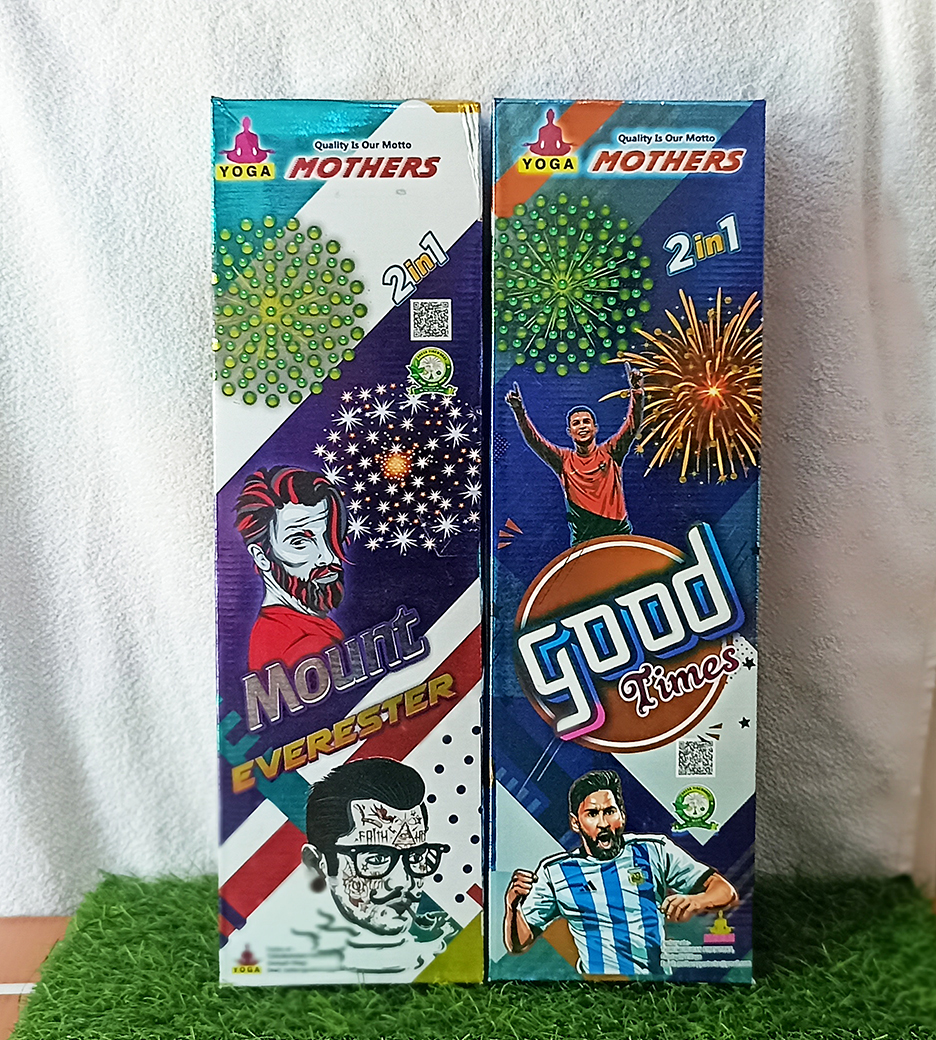 YOGA
Quality Is Our Motto
MOTHERS
2in1
Mount
EVERESTER
FAITH
YOGA
YOGA
Quality Is Our Motto
MOTHERS
2in1
good
Times